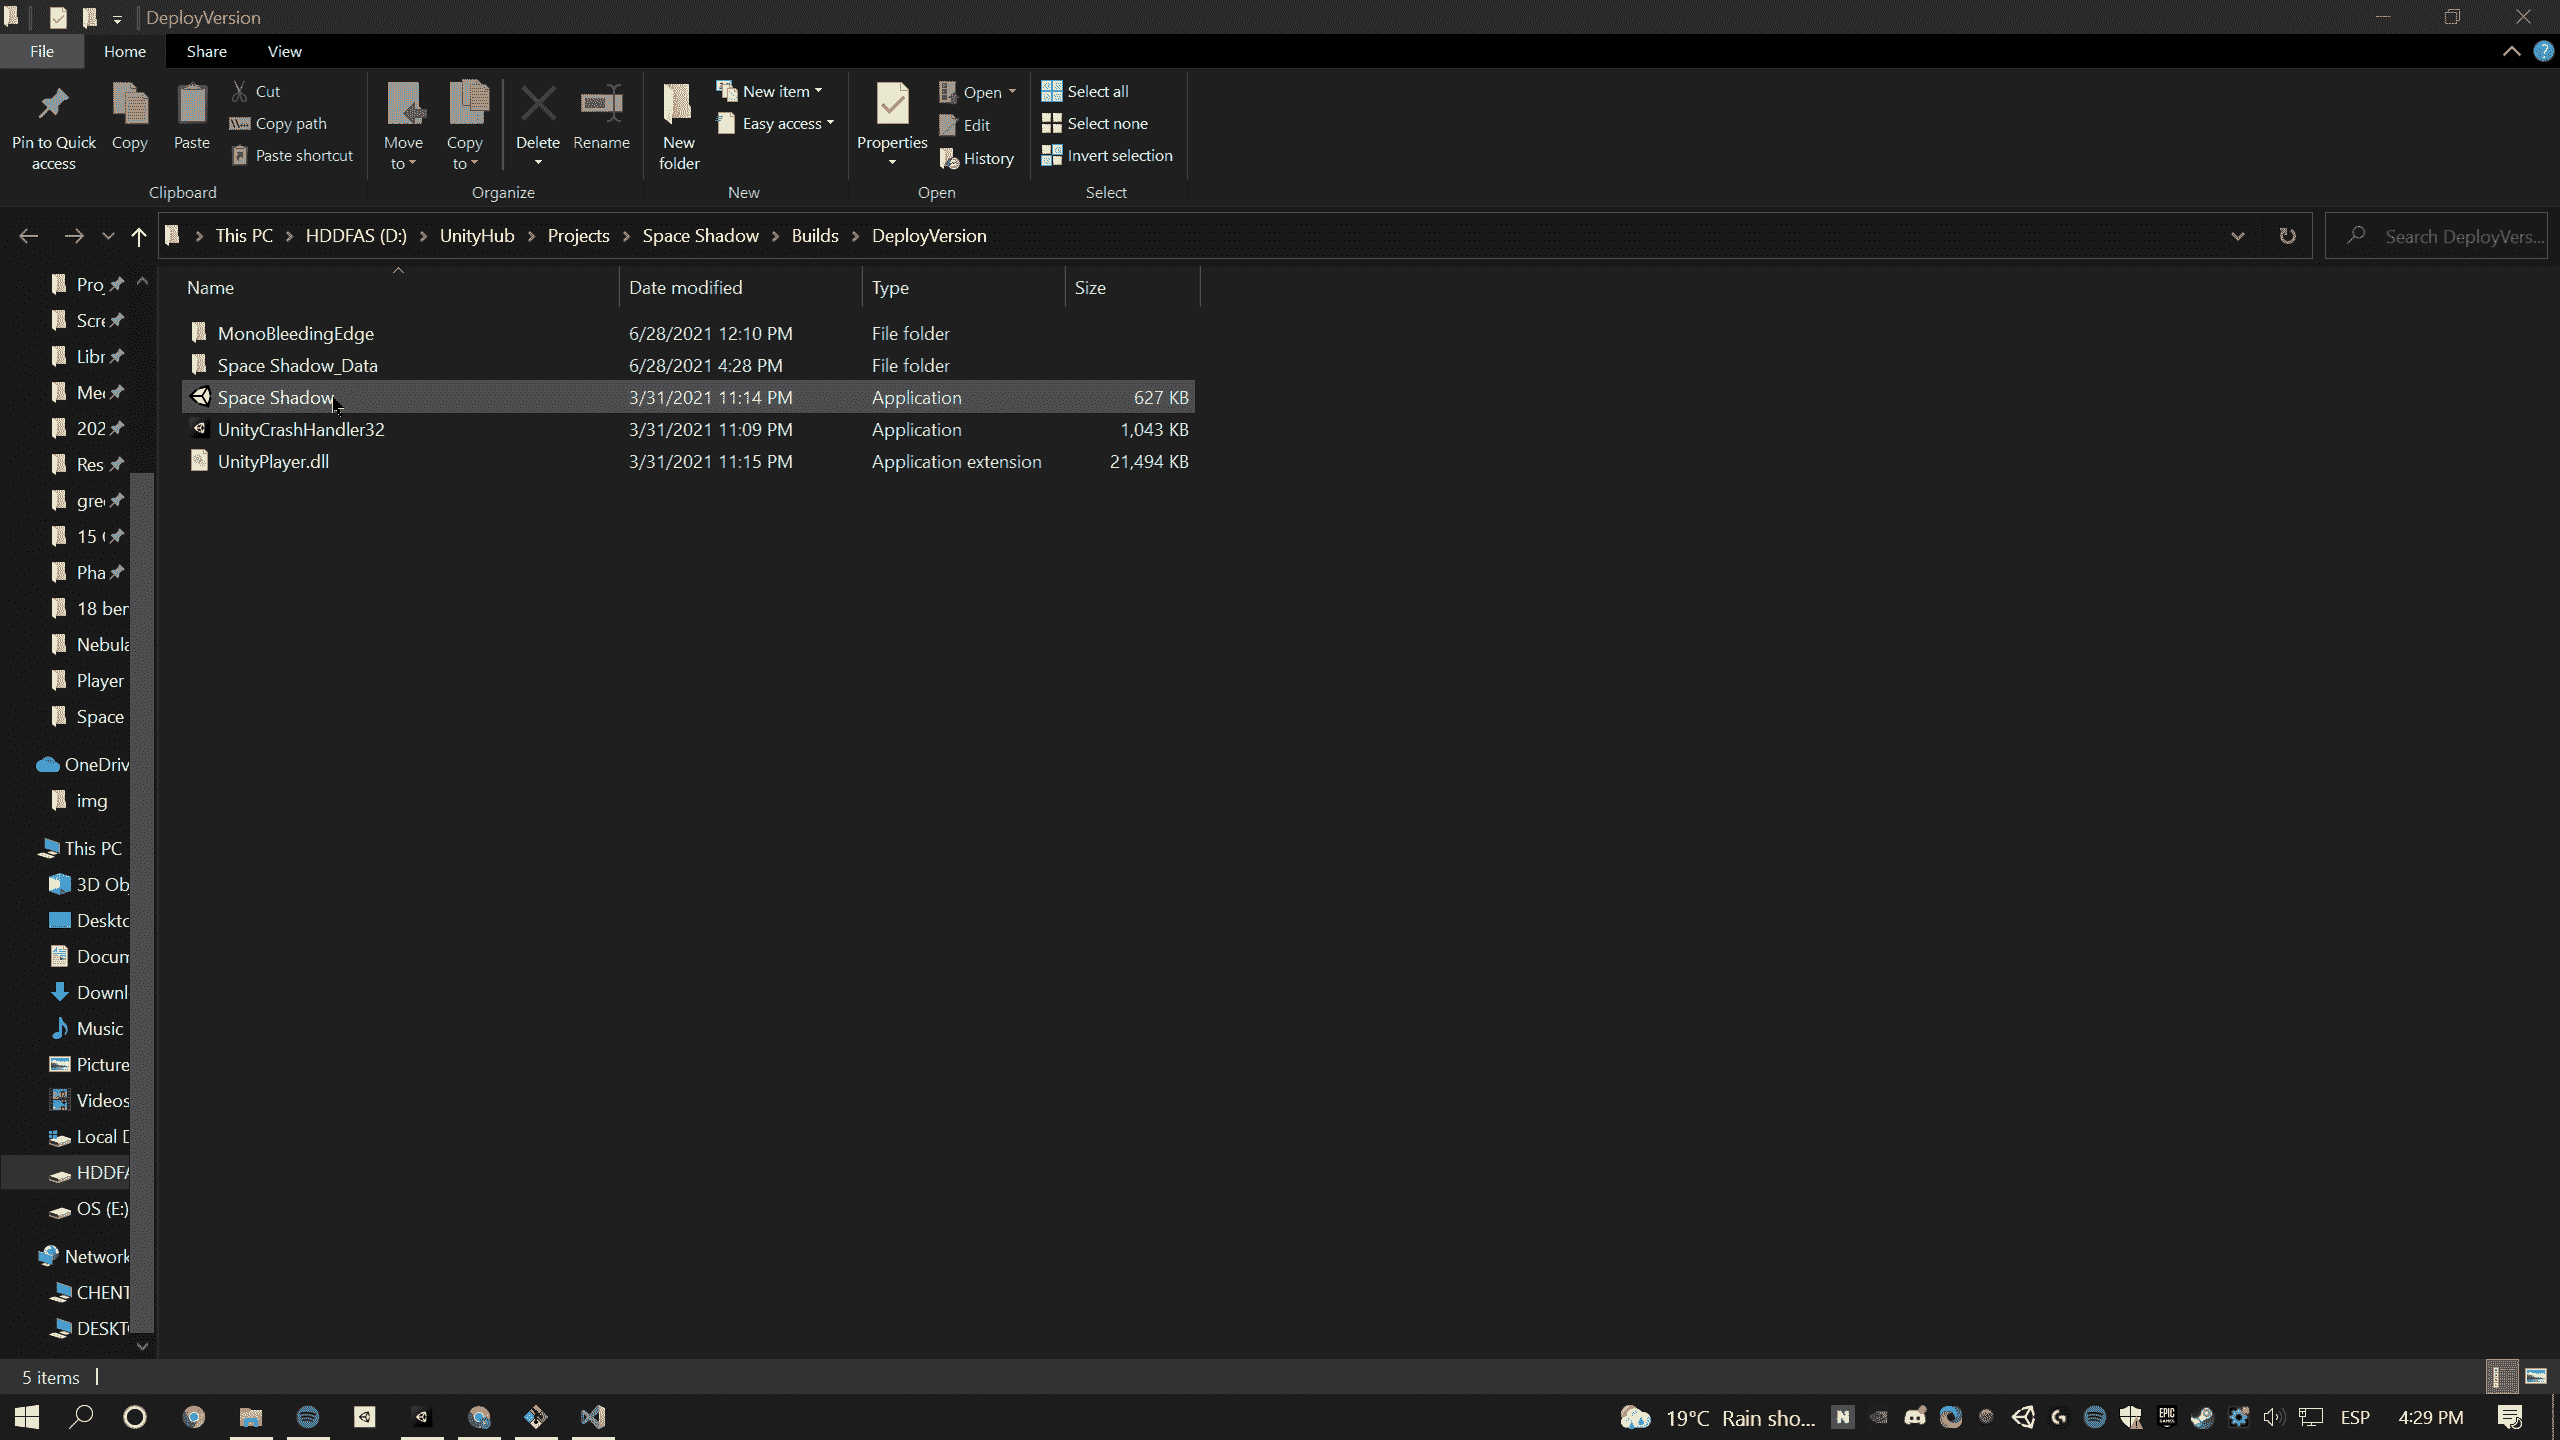 DeployVersion
File Home Share View
Pin to Quick access
Copy
Paste
Cut
Copy path
Paste shortcut
Clipboard
Move to
Copy to
Delete
Rename
Organize
New folder
New item
Easy access
New
Properties
Open
Edit
History
Open
Select all
Select none
Invert selection
Select
This PC > HDDFAS (D:) > UnityHub > Projects > Space Shadow > Builds > DeployVersion
Search DeployVers...
Name Date modified Type Size
MonoBleedingEdge 6/28/2021 12:10 PM File folder
Space Shadow_Data 6/28/2021 4:28 PM File folder
Space Shadow 3/31/2021 11:14 PM Application 627 KB
UnityCrashHandler32 3/31/2021 11:09 PM Application 1,043 KB
UnityPlayer.dll 3/31/2021 11:15 PM Application extension 21,494 KB
Proj
Scre
Libr
Med
202
Res
gree
15 (
Pha
18 ber
Nebula
Player
Space
OneDriv
img
This PC
3D Ob
Deskto
Docum
Downl
Music
Picture
Videos
Local D
HDDFA
OS (E:)
Network
CHENT
DESKT
5 items
19°C Rain sho...
N
EPIC GAMES
ESP
4:29 PM